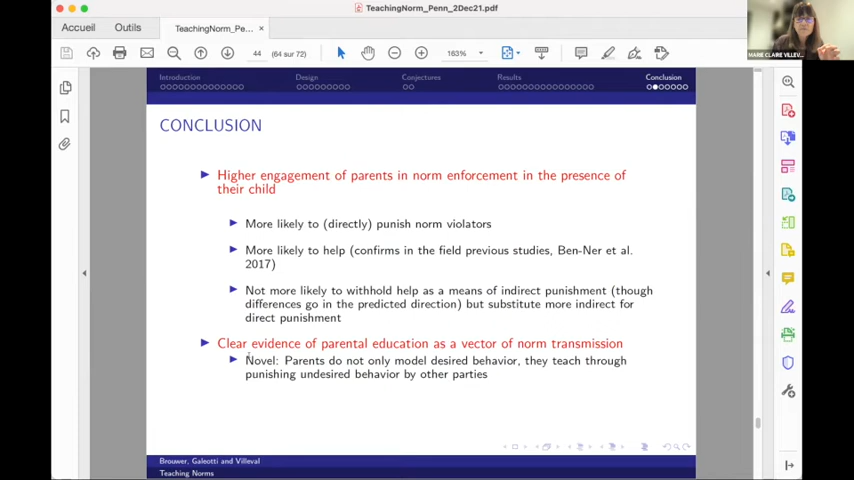 TeachingNorm_Penn_2Dec21.pdf
Accueil
Outils
TeachingNorm_Pe...
×
44
(64 sur 72)
163%
MARIE CLAIRE VILLEV...
Introduction
Design
Conjectures
Results
Conclusion
CONCLUSION
Higher engagement of parents in norm enforcement in the presence of
their child
More likely to (directly) punish norm violators
More likely to help (confirms in the field previous studies, Ben-Ner et al.
2017)
Not more likely to withhold help as a means of indirect punishment (though
differences go in the predicted direction) but substitute more indirect for
direct punishment
Clear evidence of parental education as a vector of norm transmission
Novel: Parents do not only model desired behavior, they teach through
punishing undesired behavior by other parties
Brouwer, Galeotti and Villeval
Teaching Norms